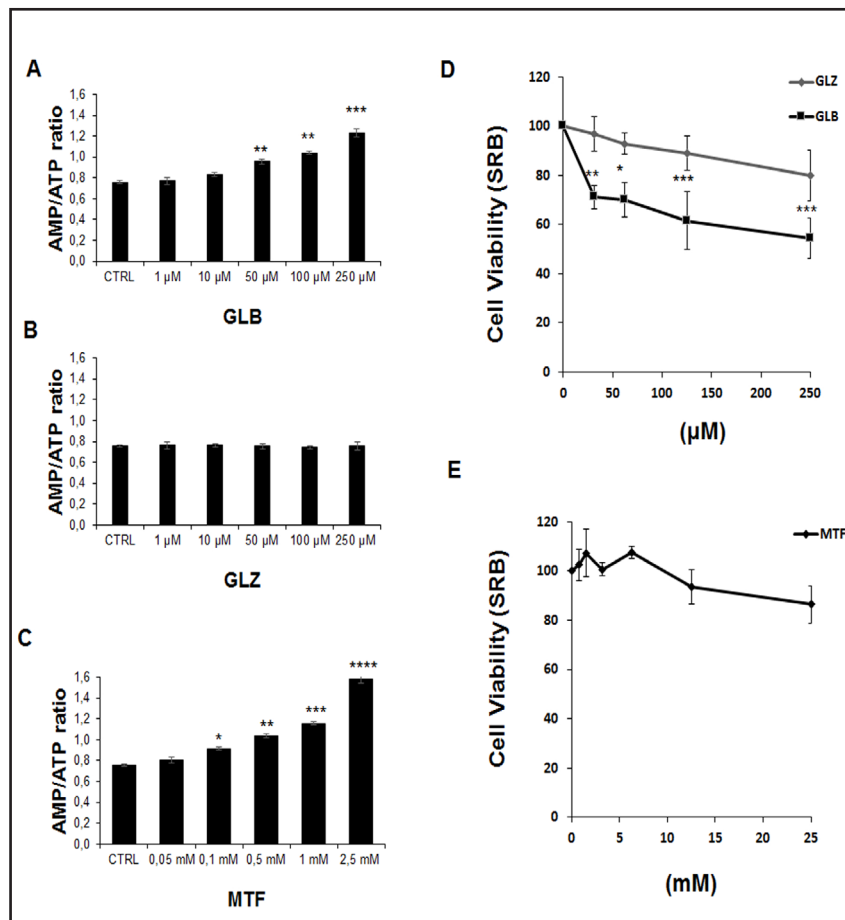 A
AMP/ATP ratio
1,6
1,4
1,2
1,0
0,8
0,6
0,4
0,2
0,0
** ** ***
CTRL 1 µM 10 µM 50 µM 100 µM 250 µM
GLB
B
AMP/ATP ratio
1,6
1,4
1,2
1,0
0,8
0,6
0,4
0,2
0,0
CTRL 1 µM 10 µM 50 µM 100 µM 250 µM
GLZ
C
AMP/ATP ratio
1,6
1,4
1,2
1,0
0,8
0,6
0,4
0,2
0,0
* ** *** ****
CTRL 0,05 mM 0,1 mM 0,5 mM 1 mM 2,5 mM
MTF
D
Cell Viability (SRB)
120
100
80
60
40
20
0
GLZ
GLB
** * *** ***
0 50 100 150 200 250
(µM)
E
Cell Viability (SRB)
120
100
80
60
40
20
0
MTF
0 5 10 15 20 25
(mM)